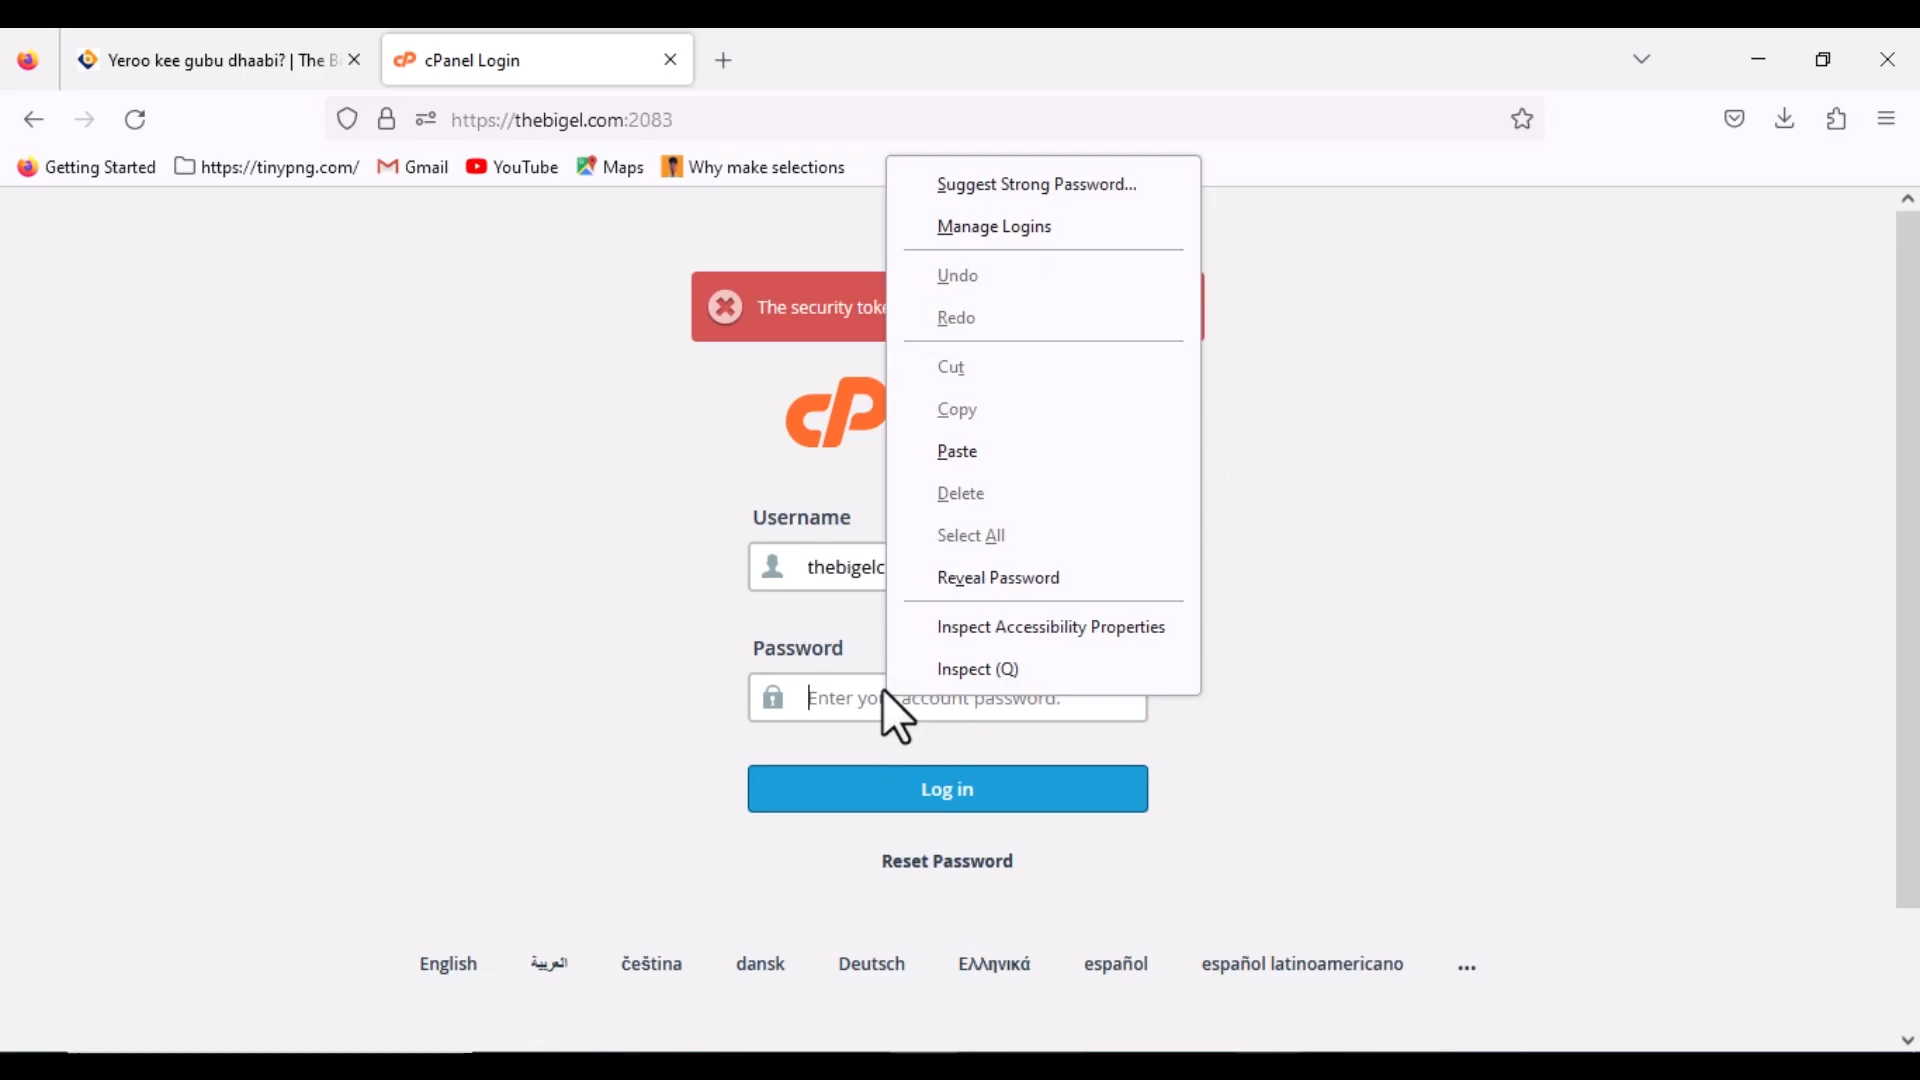 Yeroo kee gubu dhaabi? | The B
cPanel Login
https://thebigel.com:2083
Getting Started
https://tinypng.com/
Gmail
YouTube
Maps
Why make selections
Suggest Strong Password...
Manage Logins
Undo
Redo
Cut
Copy
Paste
Delete
Select All
Reveal Password
Inspect Accessibility Properties
Inspect (Q)
The security toke
cP
Username
thebigelc
Password
Enter you account password.
Log in
Reset Password
English العربية čeština dansk Deutsch Ελληνικά español español latinoamericano ...